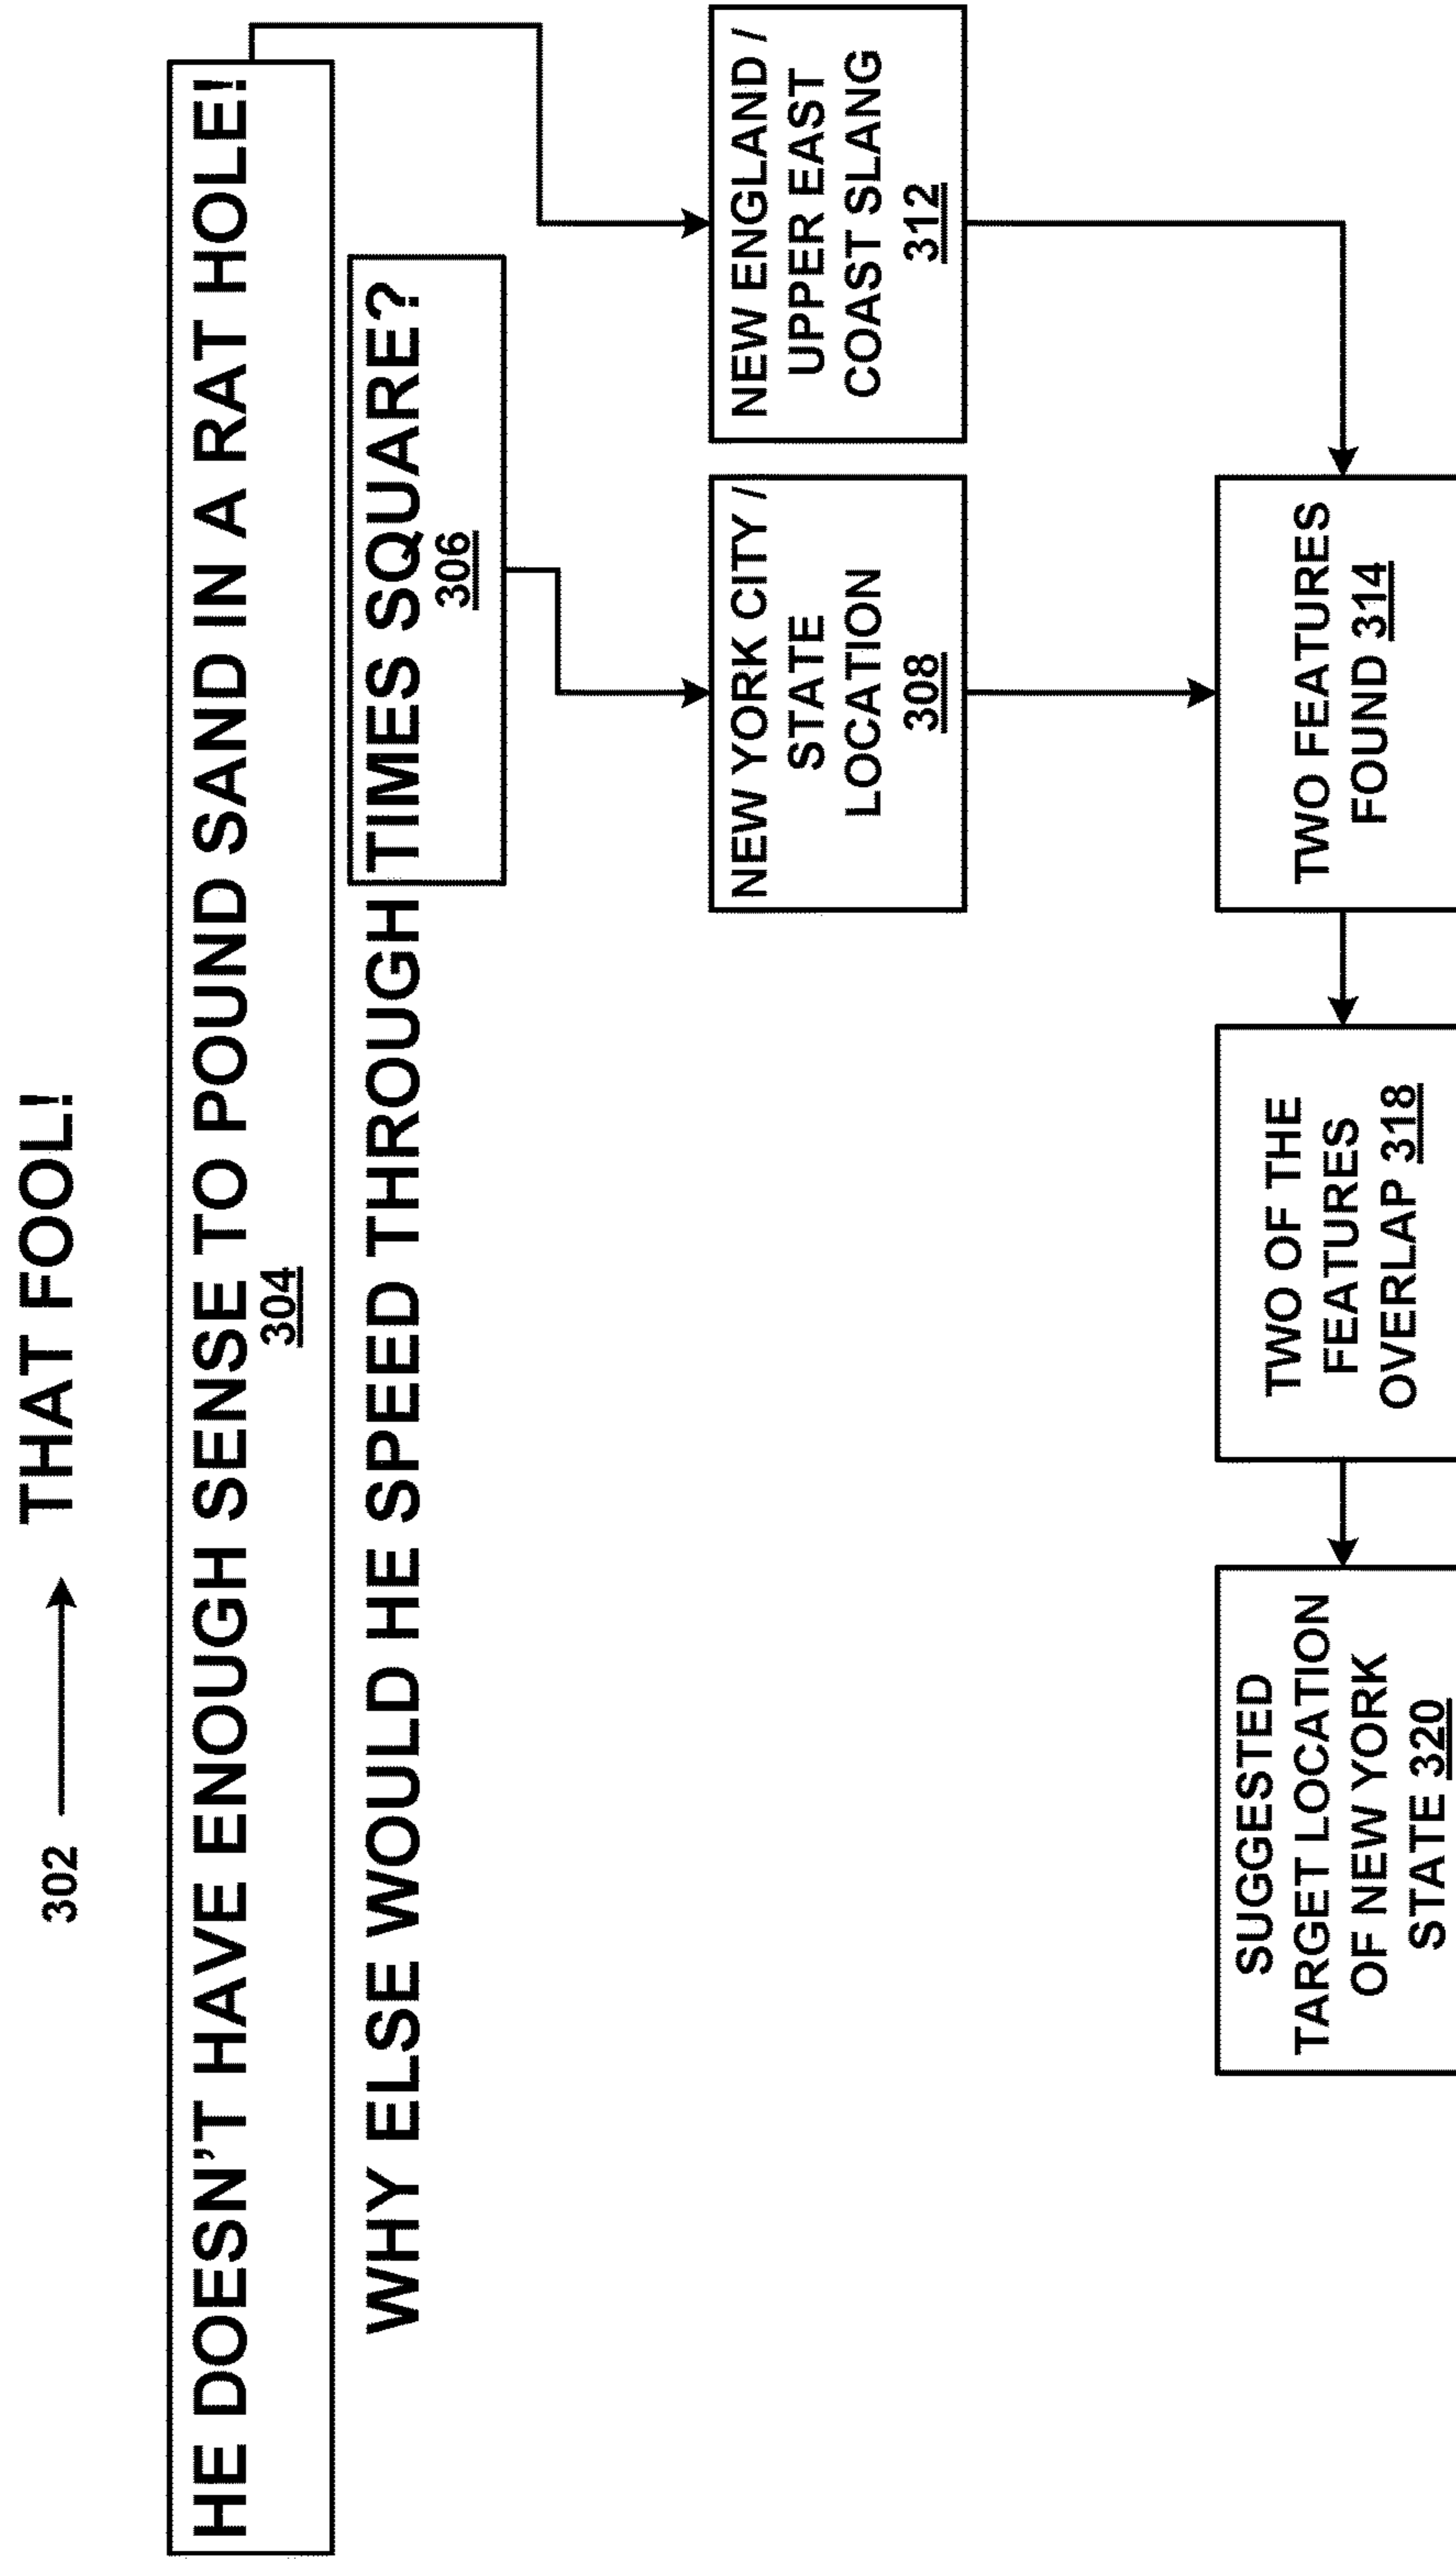 302
THAT FOOL!
HE DOESN'T HAVE ENOUGH SENSE TO POUND SAND IN A RAT HOLE!
304
WHY ELSE WOULD HE SPEED THROUGH TIMES SQUARE?
306
NEW YORK CITY /
STATE
LOCATION
308
NEW ENGLAND /
UPPER EAST
COAST SLANG
312
TWO FEATURES
FOUND 314
TWO OF THE
FEATURES
OVERLAP 318
SUGGESTED
TARGET LOCATION
OF NEW YORK
STATE 320